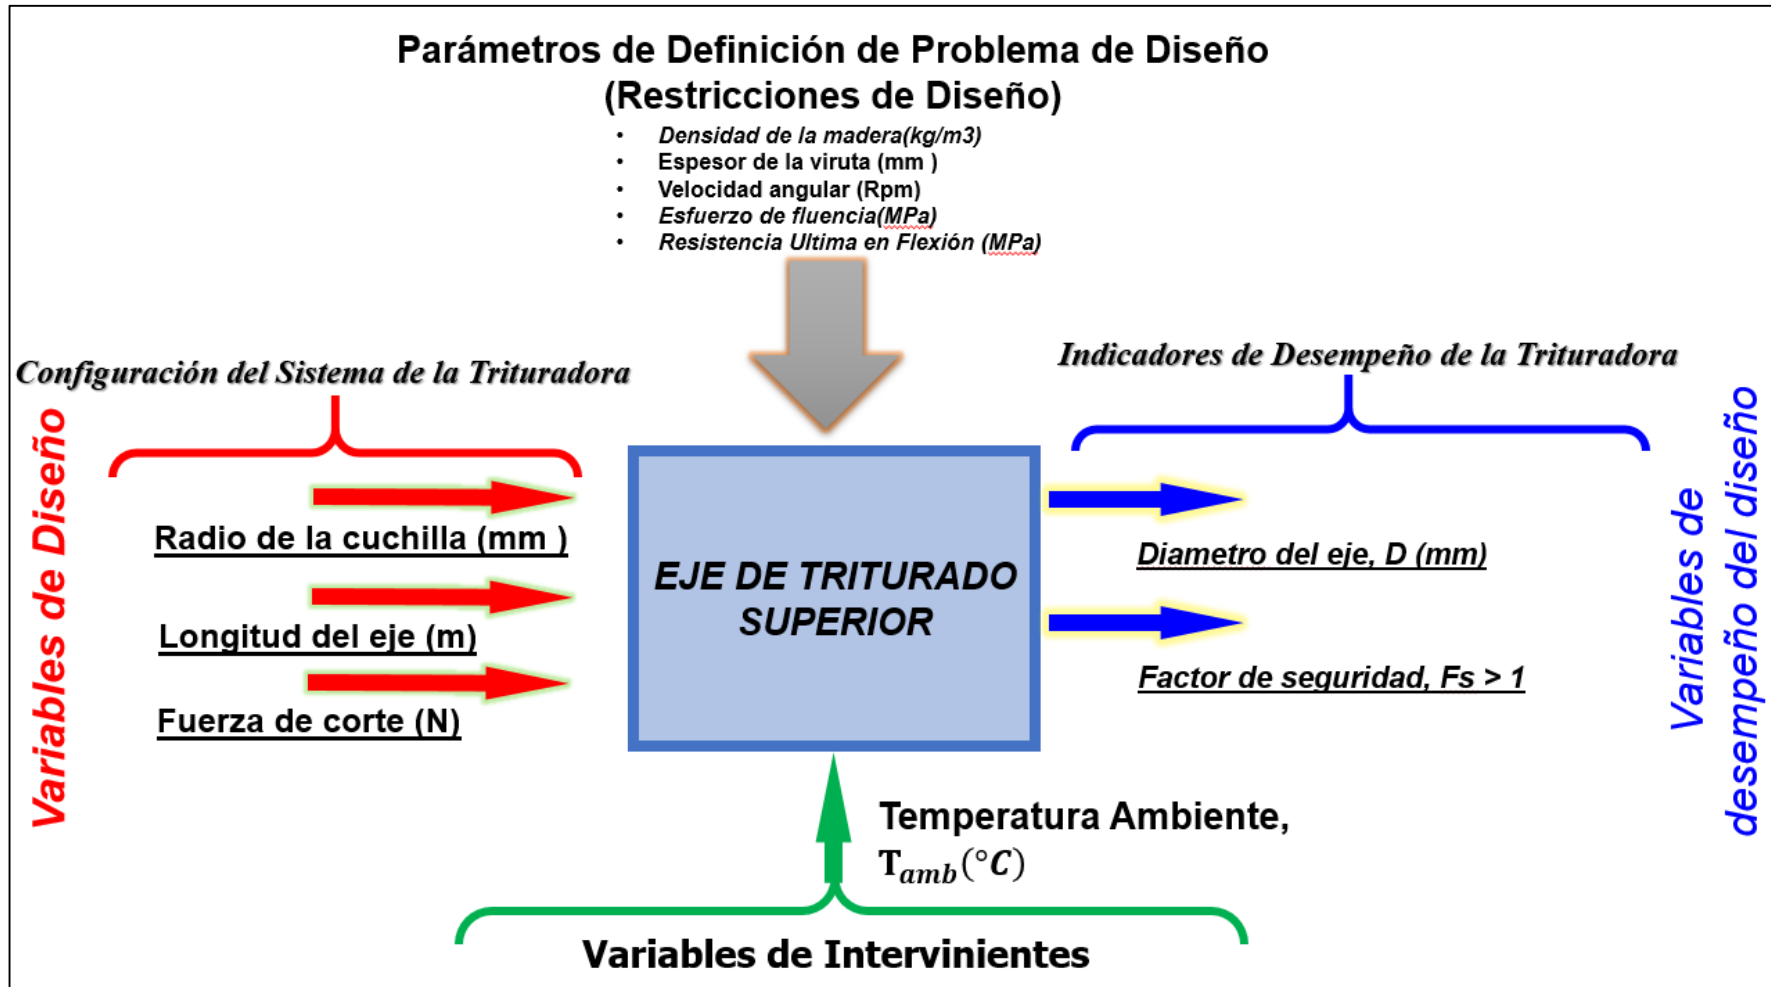 Parámetros de Definición de Problema de Diseño
(Restricciones de Diseño)
• Densidad de la madera(kg/m3)
• Espesor de la viruta (mm )
• Velocidad angular (Rpm)
• Esfuerzo de fluencia(MPa)
• Resistencia Ultima en Flexión (MPa)
Configuración del Sistema de la Trituradora
Indicadores de Desempeño de la Trituradora
Variables de Diseño
Radio de la cuchilla (mm )
Longitud del eje (m)
Fuerza de corte (N)
EJE DE TRITURADO
SUPERIOR
Diametro del eje, D (mm)
Factor de seguridad, Fs > 1
Variables de
desempeño del diseño
Temperatura Ambiente,
T_amb(°C)
Variables de Intervinientes